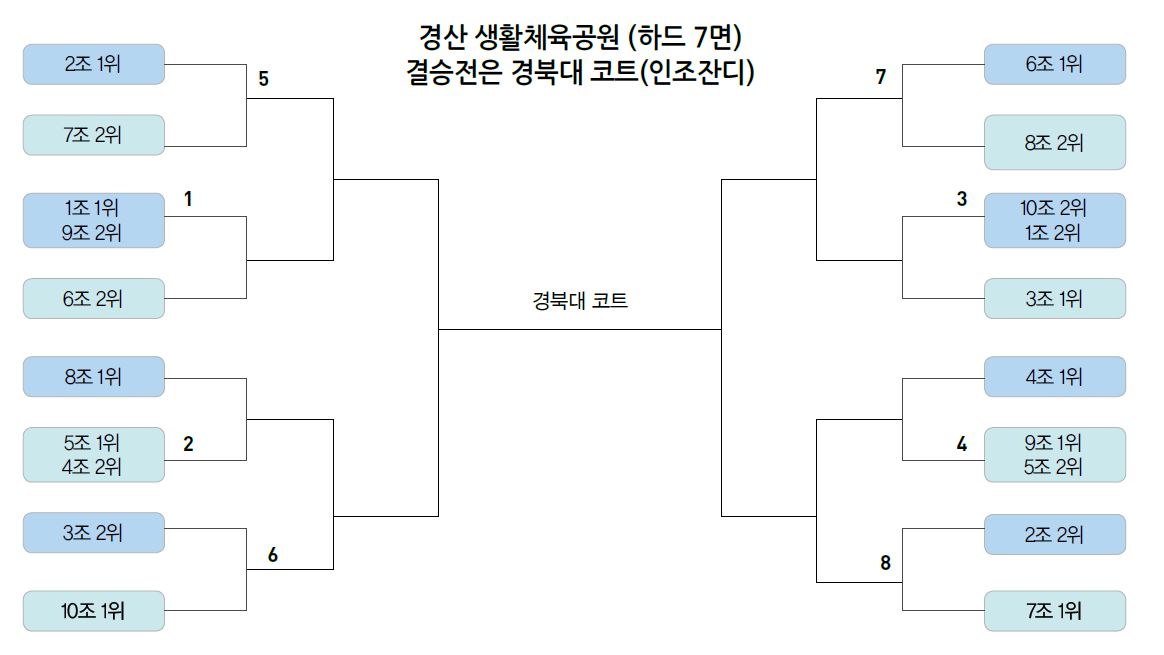 경산 생활체육공원 (하드 7면)
결승전은 경북대 코트(인조잔디)
2조 1위
5
7조 2위
1조 1위
9조 2위
1
6조 2위
8조 1위
5조 1위
4조 2위
2
3조 2위
6
10조 1위
경북대 코트
7
6조 1위
8조 2위
3
10조 2위
1조 2위
3조 1위
4조 1위
4
9조 1위
5조 2위
2조 2위
8
7조 1위